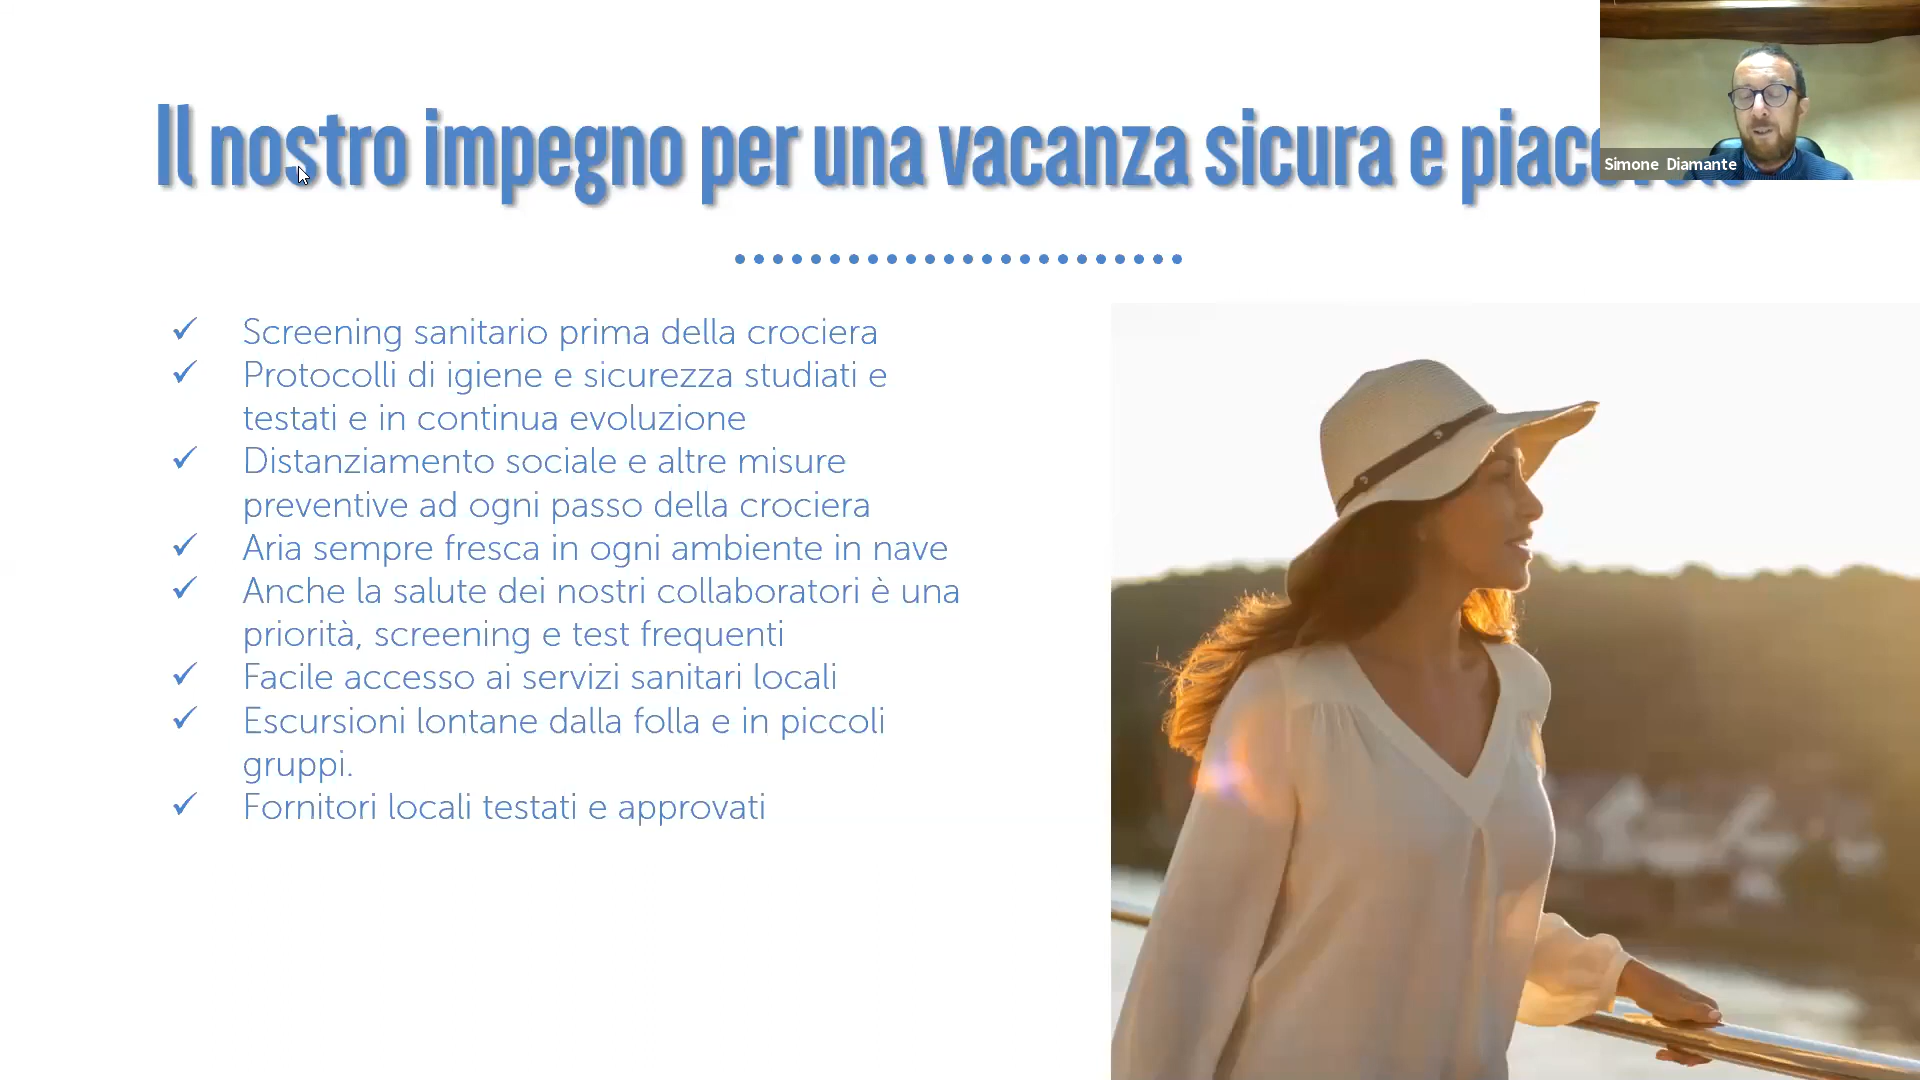 Il nostro impegno per una vacanza sicura e
Simone Diamante
Screening sanitario prima della crociera
Protocolli di igiene e sicurezza studiati e
testati e in continua evoluzione
Distanziamento sociale e altre misure
preventive ad ogni passo della crociera
Aria sempre fresca in ogni ambiente in nave
Anche la salute dei nostri collaboratori è una
priorità, screening e test frequenti
Facile accesso ai servizi sanitari locali
Escursioni lontane dalla folla e in piccoli
gruppi.
Fornitori locali testati e approvati